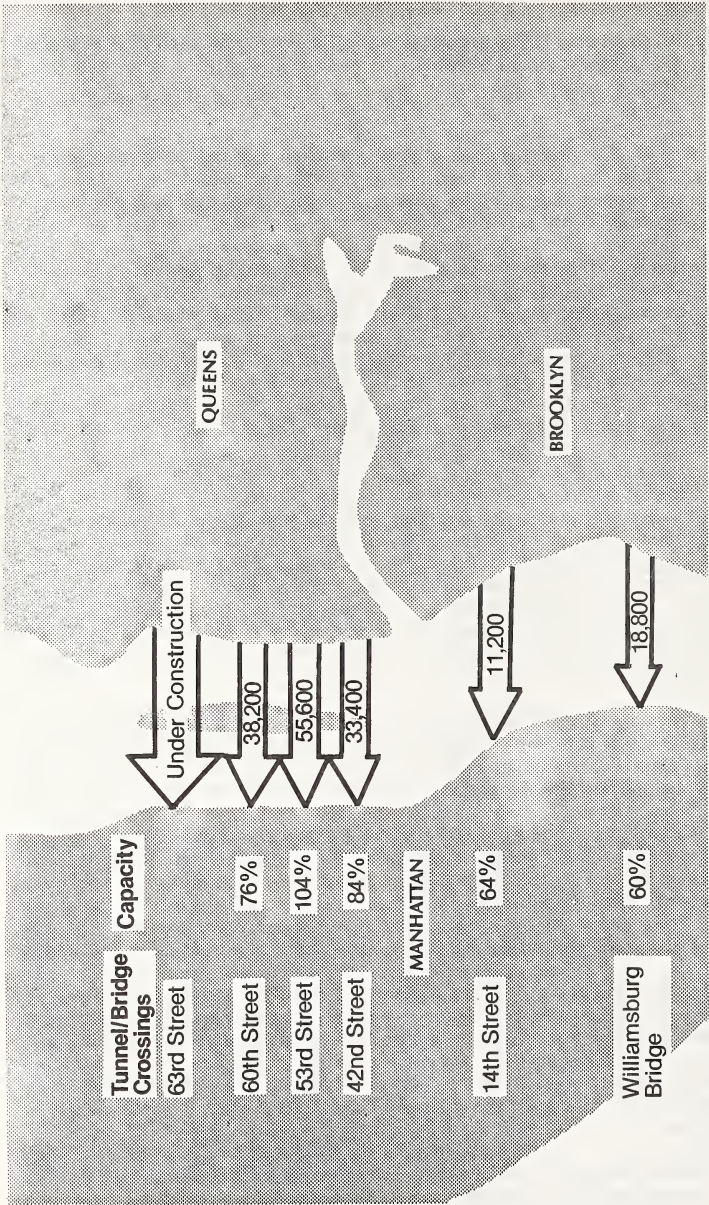 Tunnel/Bridge
Crossings
Capacity
63rd Street
Under Construction
60th Street
76%
38,200
53rd Street
104%
55,600
42nd Street
84%
33,400
MANHATTAN
QUEENS
14th Street
64%
11,200
BROOKLYN
Williamsburg
Bridge
60%
18,800